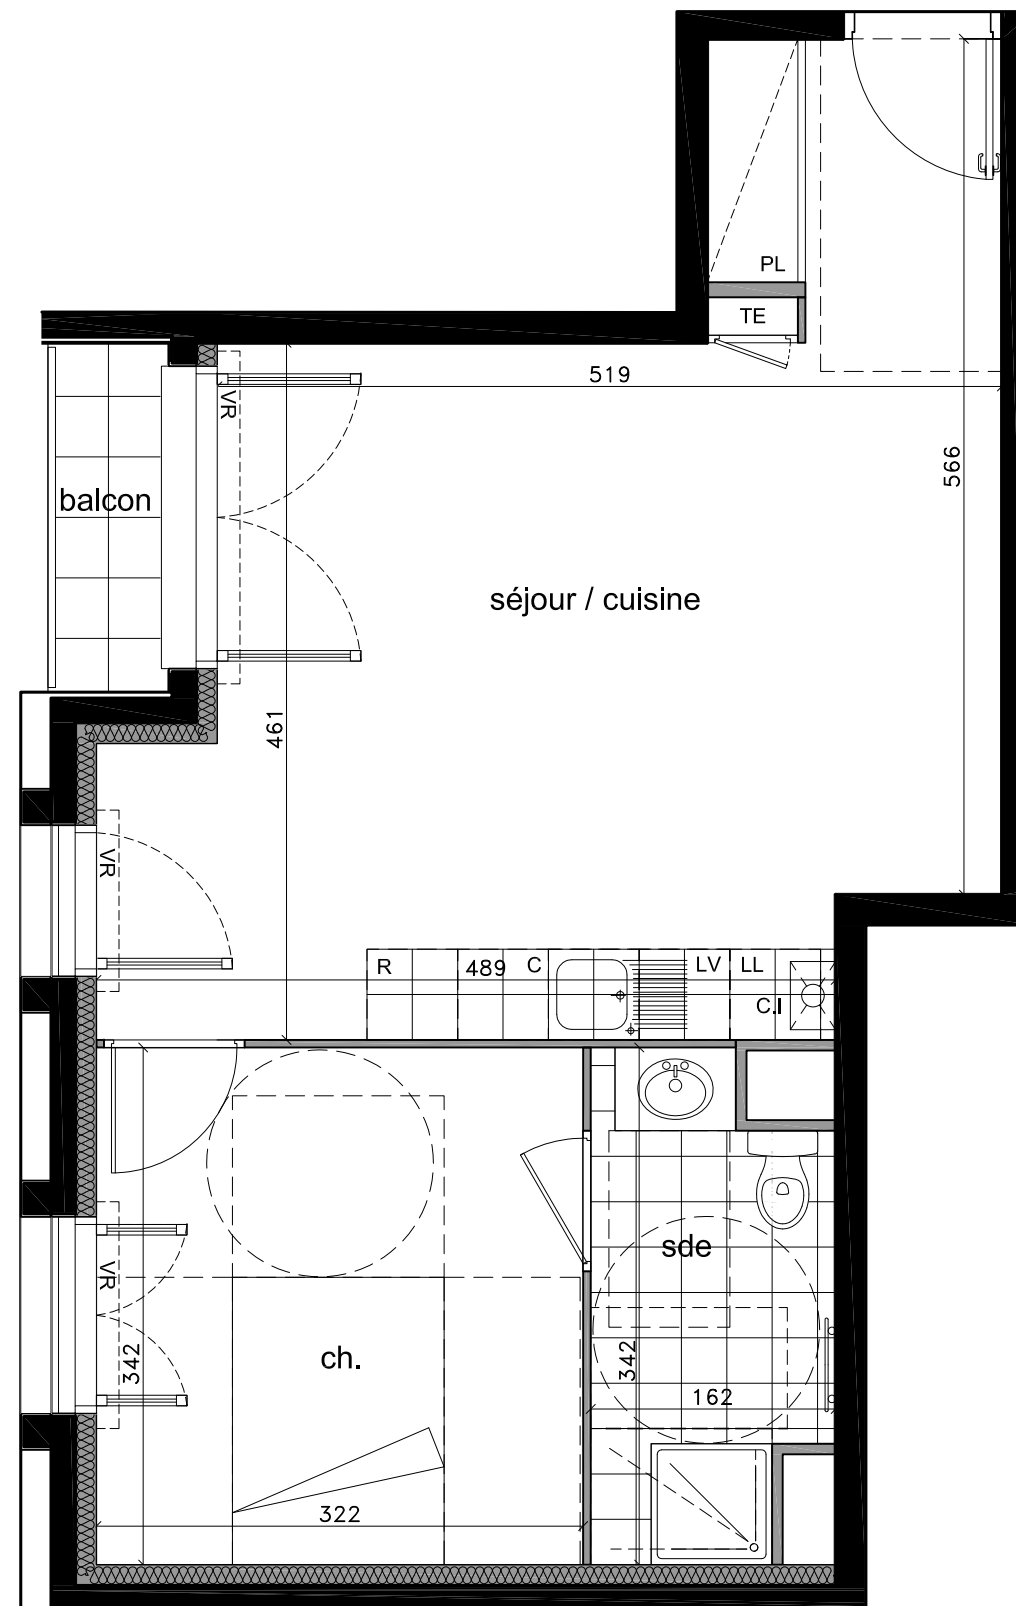 PL
TE
519
VR
566
balcon
séjour / cuisine
461
VR
R
489
C
LV
LL
C.I
sde
VR
342
ch.
342
162
322